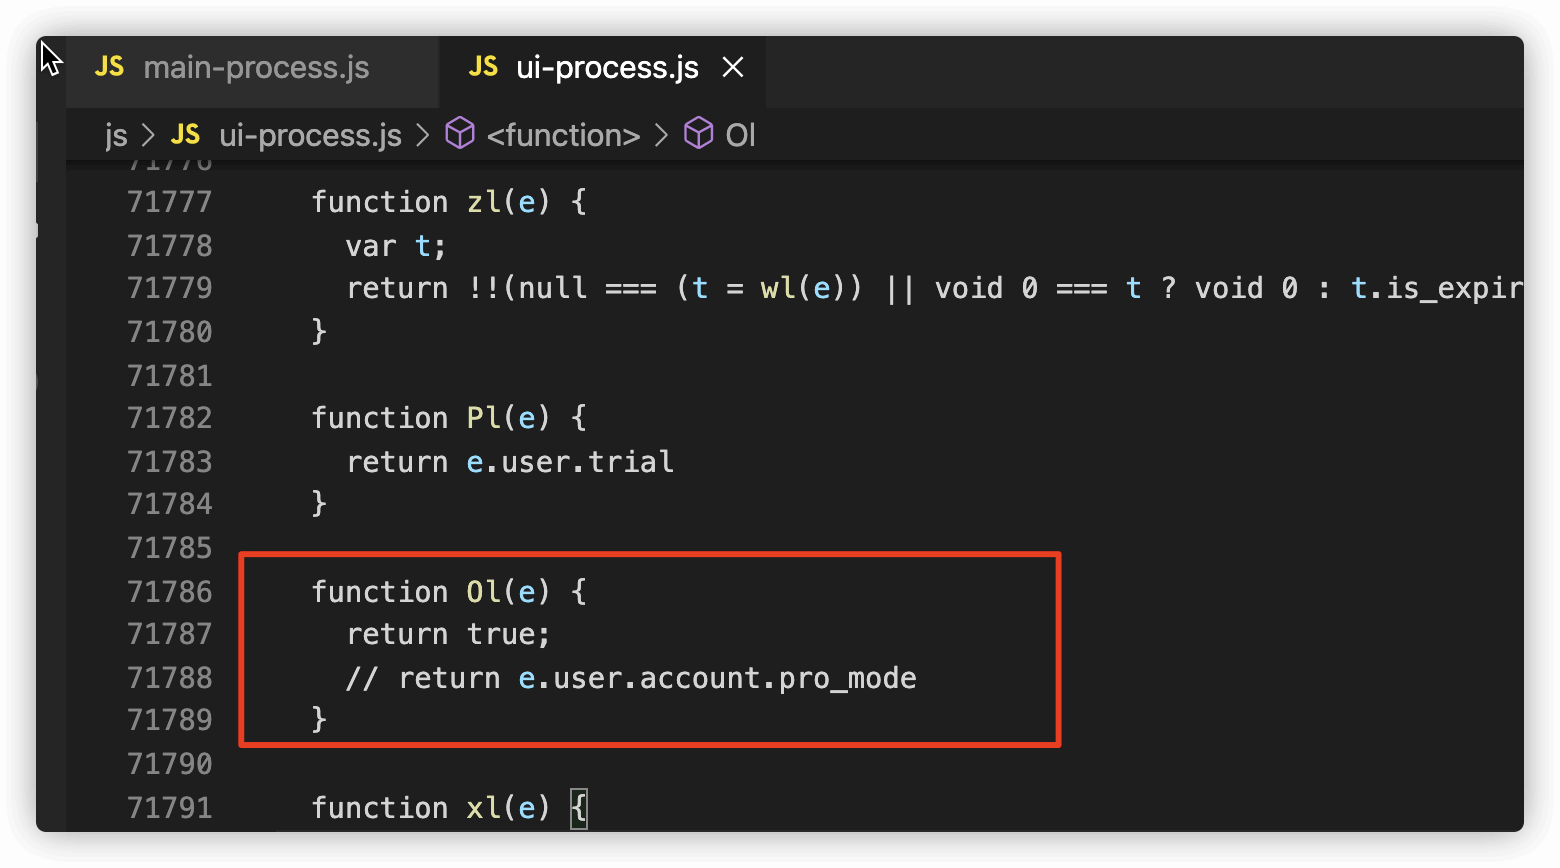 JS main-process.js JS ui-process.js
js > JS ui-process.js > <function> > Ol
71776
71777 function zl(e) {
71778 var t;
71779 return !!(null === (t = wl(e)) || void 0 === t ? void 0 : t.is_expir
71780 }
71781
71782 function Pl(e) {
71783 return e.user.trial
71784 }
71785
71786 function Ol(e) {
71787 return true;
71788 // return e.user.account.pro_mode
71789 }
71790
71791 function xl(e) {